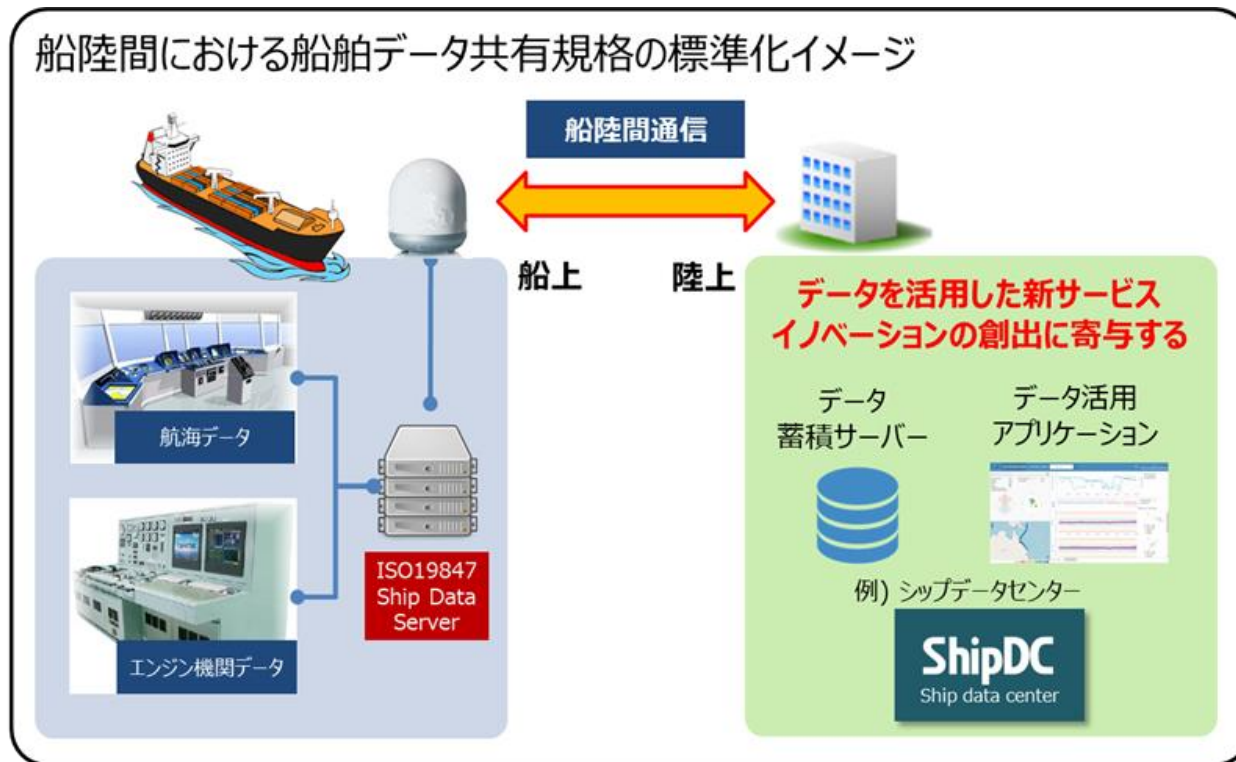 船陸間における船舶データ共有規格の標準化イメージ
船陸間通信
船上
陸上
航海データ
エンジン機関データ
ISO19847
Ship Data
Server
データを活用した新サービス
イノベーションの創出に寄与する
データ
蓄積サーバー
データ活用
アプリケーション
例) シップデータセンター
ShipDC
Ship data center